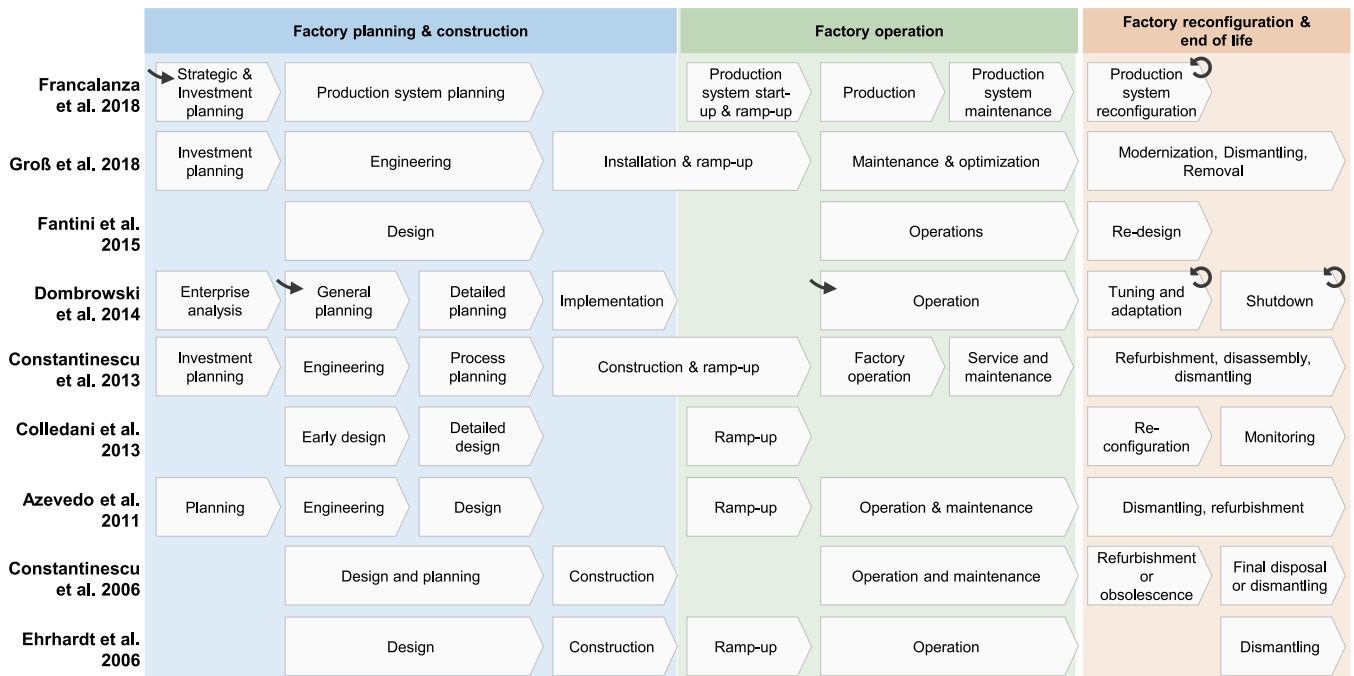 Factory planning & construction
Factory operation
Factory reconfiguration &
end of life
Francalanza
et al. 2018
Strategic &
Investment
planning
Production system planning
Production
system start-
up & ramp-up
Production
Production
system
maintenance
Production
system
reconfiguration
Groß et al. 2018
Investment
planning
Engineering
Installation & ramp-up
Maintenance & optimization
Modernization, Dismantling,
Removal
Fantini et al.
2015
Design
Operations
Re-design
Dombrowski
et al. 2014
Enterprise
analysis
General
planning
Detailed
planning
Implementation
Operation
Tuning and
adaptation
Shutdown
Constantinescu
et al. 2013
Investment
planning
Engineering
Process
planning
Construction & ramp-up
Factory
operation
Service and
maintenance
Refurbishment, disassembly,
dismantling
Colledani et al.
2013
Early design
Detailed
design
Ramp-up
Re-
configuration
Monitoring
Azevedo et al.
2011
Planning
Engineering
Design
Ramp-up
Operation & maintenance
Dismantling, refurbishment
Constantinescu
et al. 2006
Design and planning
Construction
Operation and maintenance
Refurbishment
or
obsolescence
Final disposal
or dismantling
Ehrhardt et al.
2006
Design
Construction
Ramp-up
Operation
Dismantling